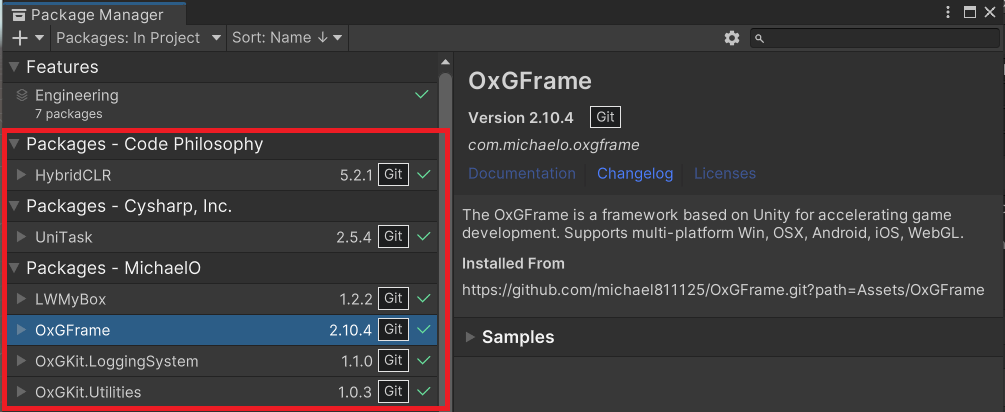 Package Manager
Packages: In Project
Sort: Name ↓
Features
Engineering
7 packages
Packages - Code Philosophy
HybridCLR 5.2.1 Git
Packages - Cysharp, Inc.
UniTask 2.5.4 Git
Packages - MichaelO
LWMyBox 1.2.2 Git
OxGFrame 2.10.4 Git
OxGKit.LoggingSystem 1.1.0 Git
OxGKit.Utilities 1.0.3 Git
OxGFrame
Version 2.10.4 Git
com.michaelo.oxgframe
Documentation Changelog Licenses
The OxGFrame is a framework based on Unity for accelerating game
development. Supports multi-platform Win, OSX, Android, iOS, WebGL.
Installed From
https://github.com/michael811125/OxGFrame.git?path=Assets/OxGFrame
Samples